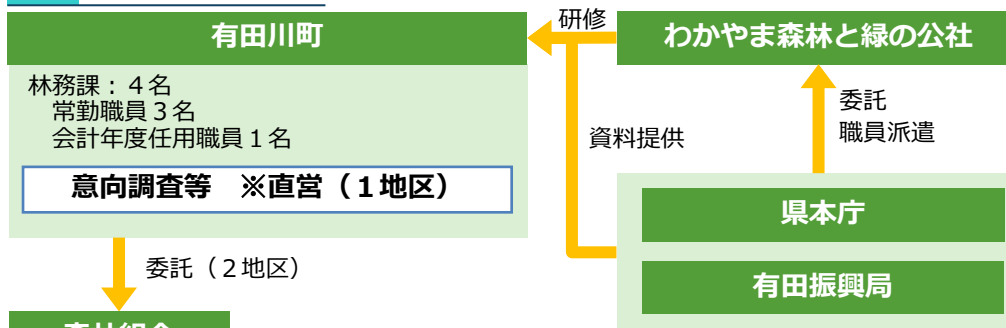 有田川町
林務課：４名
常勤職員３名
会計年度任用職員１名
意向調査等　※直営（１地区）
委託（２地区）
研修
わかやま森林と緑の公社
資料提供
委託
職員派遣
県本庁
有田振興局